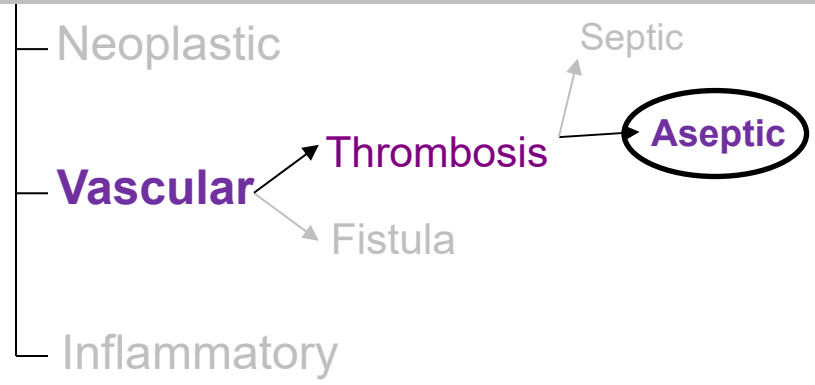 Neoplastic
Septic
Aseptic
Thrombosis
Vascular
Fistula
Inflammatory